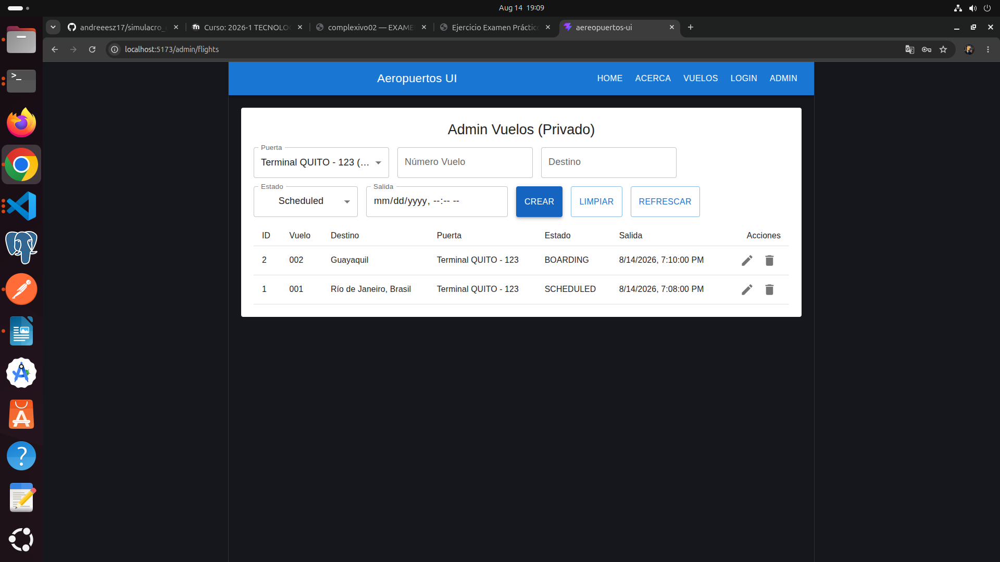 Aug 14 19:09
andreeesz17/simulacro_
Curso: 2026-1 TECNOLO
complexivo02 — EXAME
Ejercicio Examen Práctic
aereopuertos-ui
localhost:5173/admin/flights
Aeropuertos UI
HOME
ACERCA
VUELOS
LOGIN
ADMIN
Admin Vuelos (Privado)
Puerta
Terminal QUITO - 123 (...
Número Vuelo
Destino
Estado
Scheduled
Salida
mm/dd/yyyy, --:-- --
CREAR
LIMPIAR
REFRESCAR
ID Vuelo Destino Puerta Estado Salida Acciones
2 002 Guayaquil Terminal QUITO - 123 BOARDING 8/14/2026, 7:10:00 PM
1 001 Río de Janeiro, Brasil Terminal QUITO - 123 SCHEDULED 8/14/2026, 7:08:00 PM